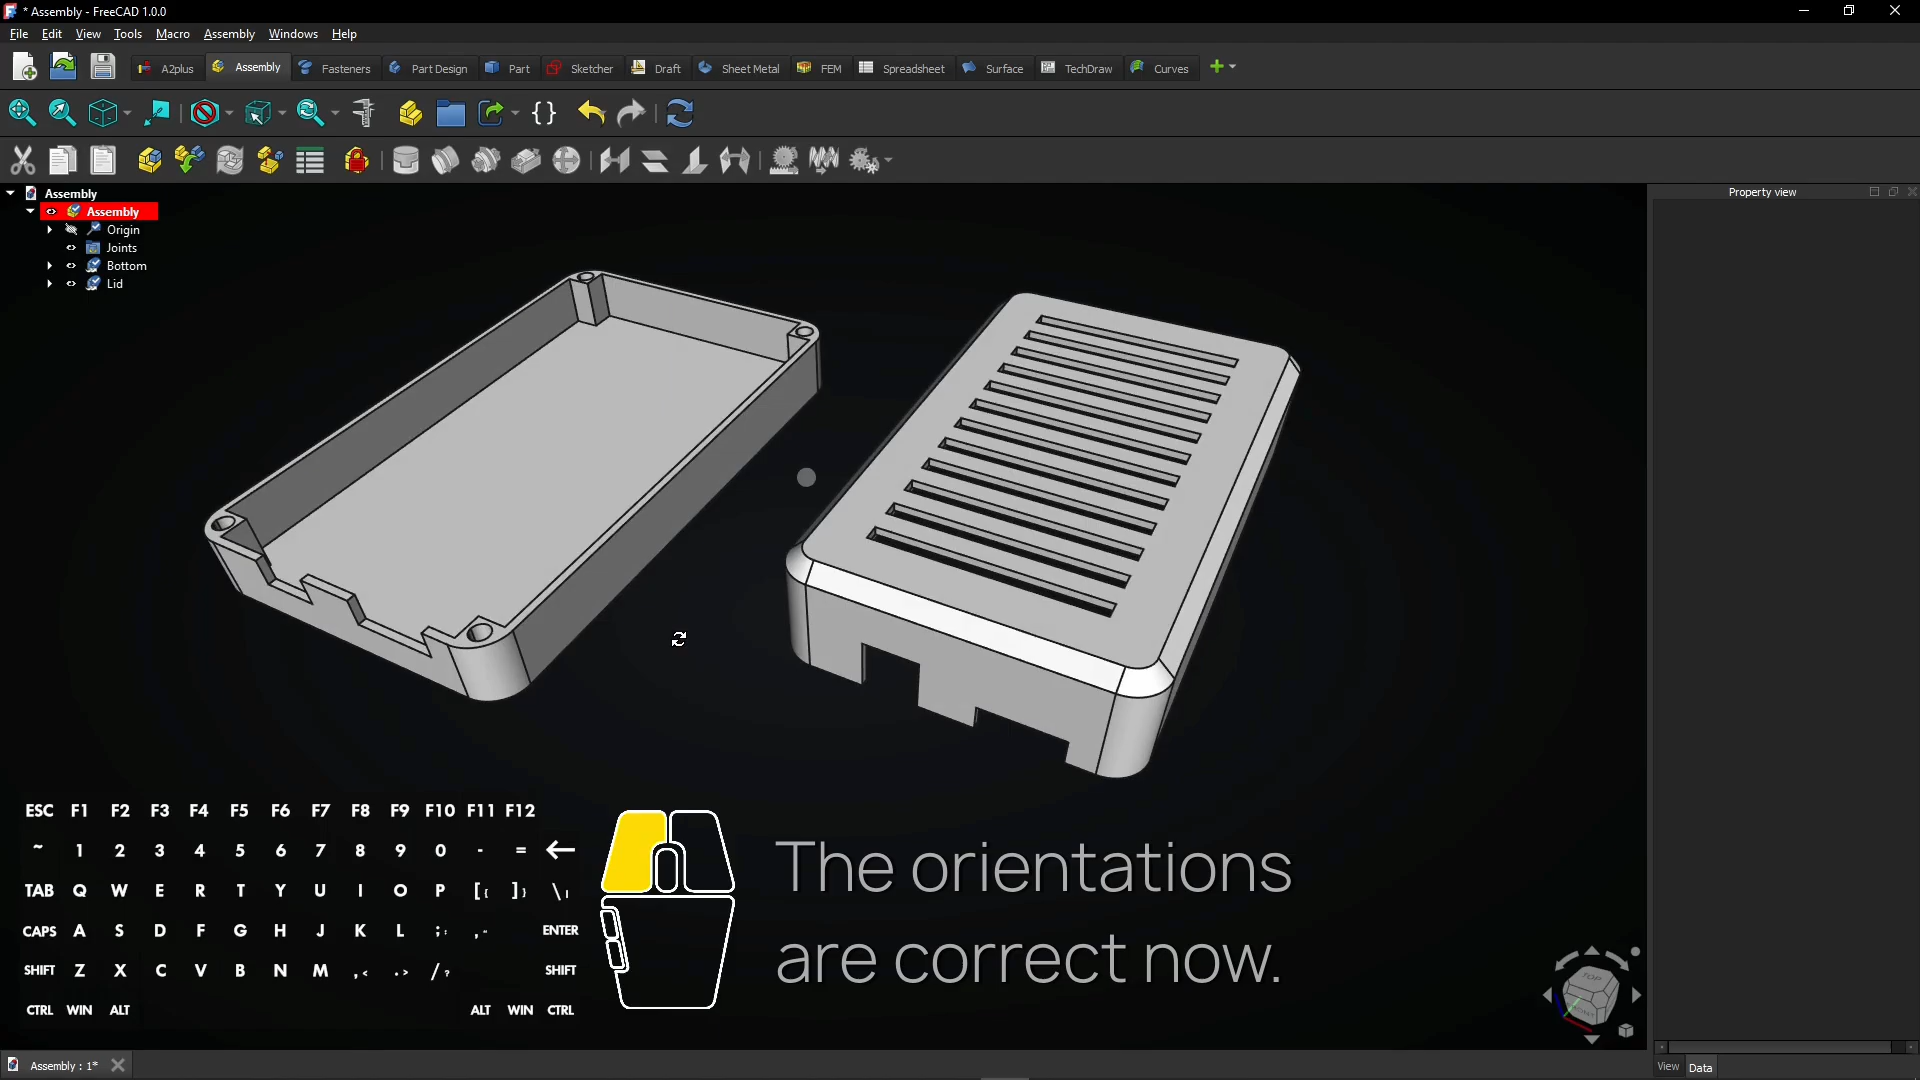 * Assembly - FreeCAD 1.0.0
File Edit View Tools Macro Assembly Windows Help
A2plus Assembly Fasteners Part Design Part Sketcher Draft Sheet Metal FEM Spreadsheet Surface TechDraw Curves
Assembly
Assembly
Origin
Joints
Bottom
Lid
Property view
ESC F1 F2 F3 F4 F5 F6 F7 F8 F9 F10 F11 F12
~ 1 2 3 4 5 6 7 8 9 0 - = ←
TAB Q W E R T Y U I O P [{ ]} \|
CAPS A S D F G H J K L ;: ," ENTER
SHIFT Z X C V B N M ,< .> /? SHIFT
CTRL WIN ALT ALT WIN CTRL
The orientations
are correct now.
TOP
FRONT
Assembly : 1*
View Data